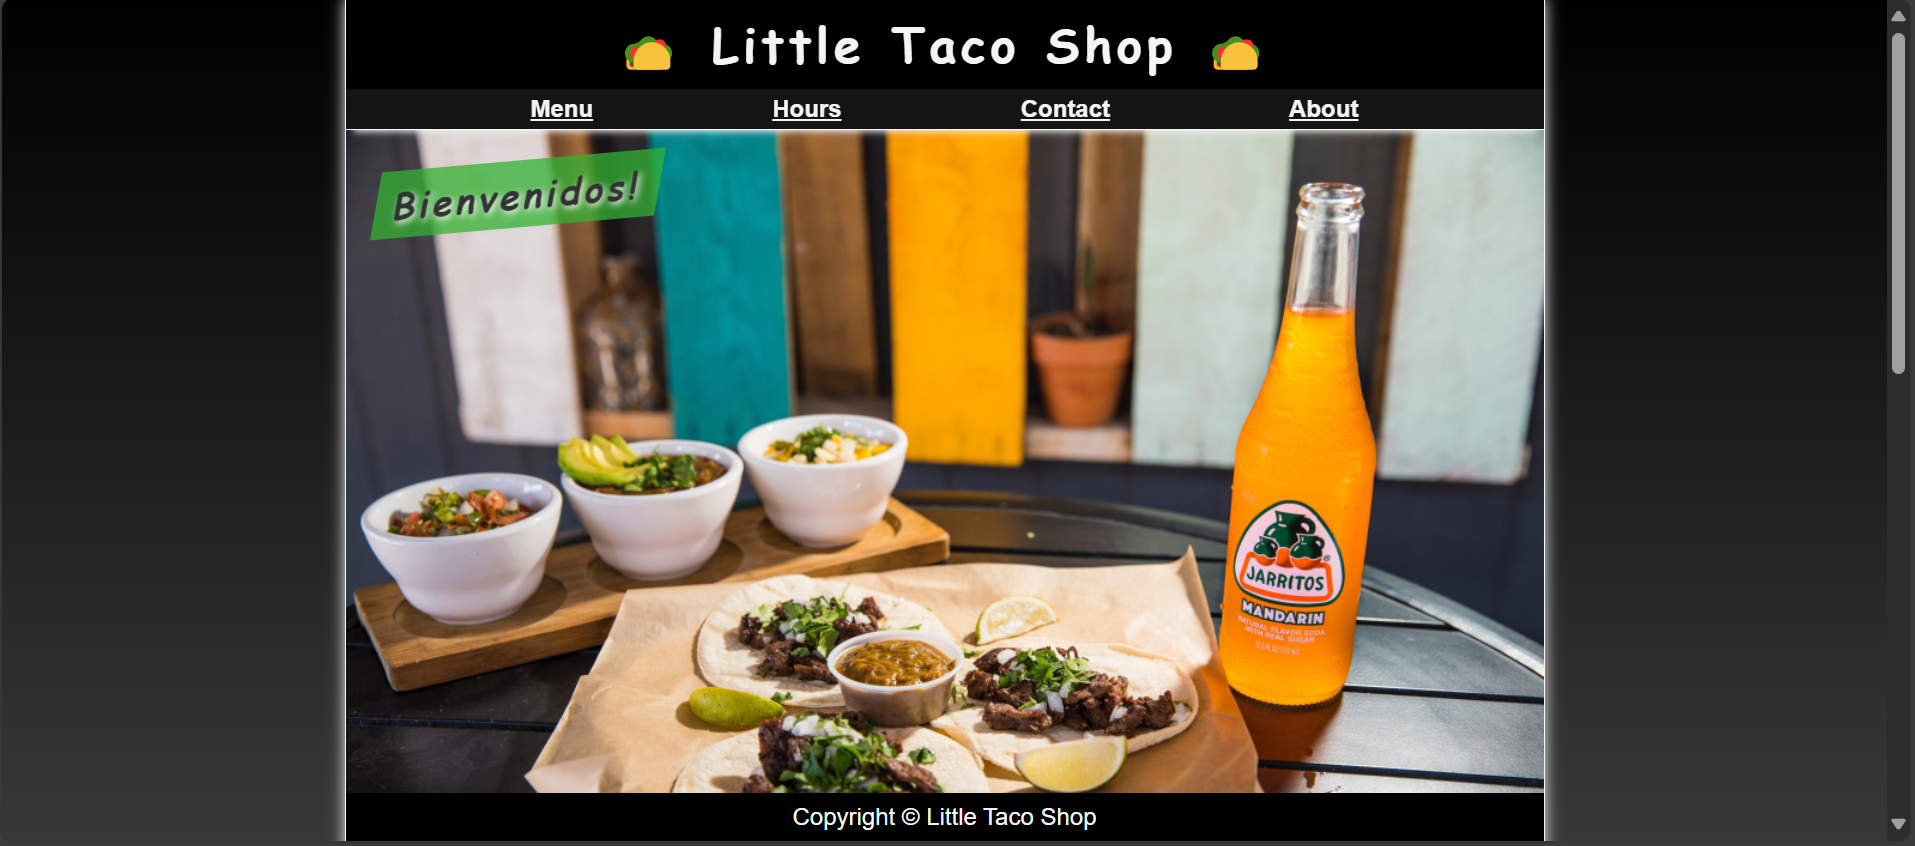 Little Taco Shop
Menu Hours Contact About
Bienvenidos!
JARRITOS
®
MANDARIN
NATURAL FLAVOR SODA
WITH REAL SUGAR
Copyright © Little Taco Shop